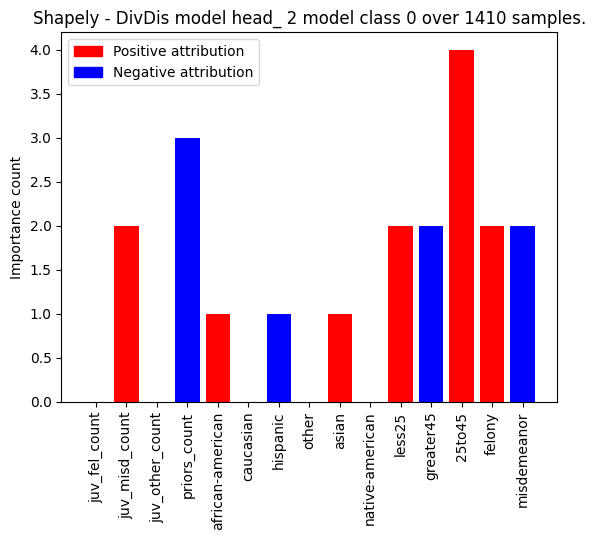 Shapely - DivDis model head_ 2 model class 0 over 1410 samples.
Positive attribution
Negative attribution
Importance count
4.0
3.5
3.0
2.5
2.0
1.5
1.0
0.5
0.0
juv_fel_count
juv_misd_count
juv_other_count
priors_count
african-american
caucasian
hispanic
other
asian
native-american
less25
greater45
25to45
felony
misdemeanor